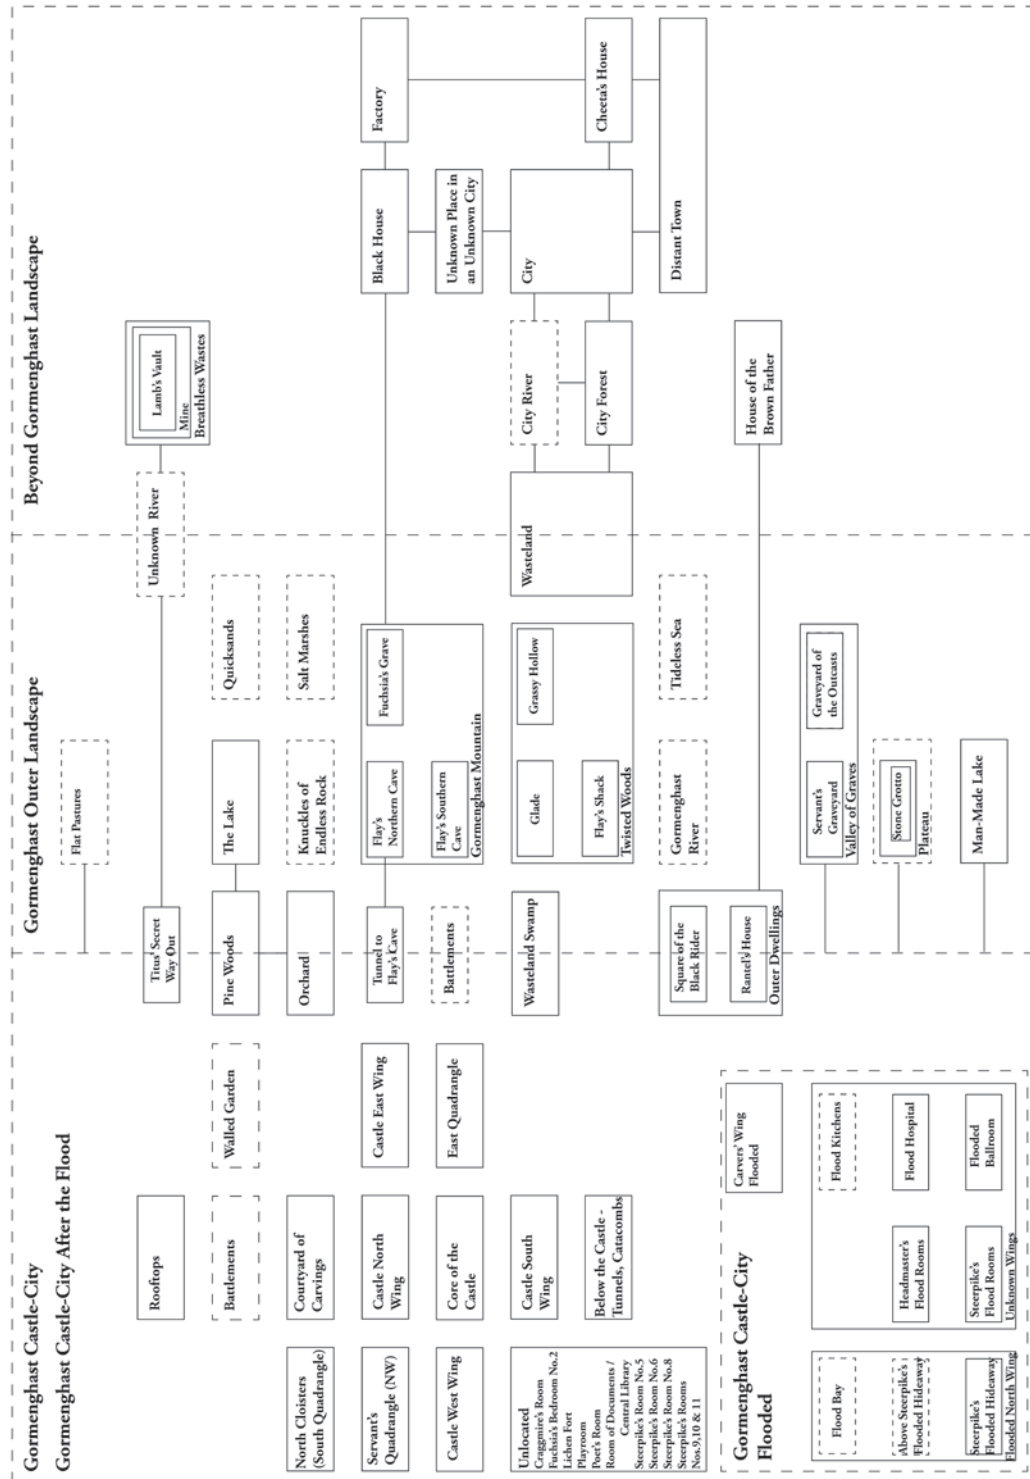 Gormenghast Castle-City
Gormenghast Castle-City After the Flood
Gormenghast Outer Landscape
Beyond Gormenghast Landscape
North Cloisters
(South Quadrangle)
Servant's
Quadrangle (NW)
Castle West Wing
Unlocated
Craggmire's Room
Fuchsia's Bedroom No.2
Lichen Fort
Playroom
Poet's Room
Room of Documents /
Central Library
Steerpike's Room No.5
Steerpike's Room No.6
Steerpike's Room No.8
Steerpike's Rooms
Nos.9,10 & 11
Rooftops
Battlements
Courtyard of
Carvings
Castle North
Wing
Core of the
Castle
Castle South
Wing
Below the Castle -
Tunnels, Catacombs
Walled Garden
Castle East Wing
East Quadrangle
Titus' Secret
Way Out
Pine Woods
Orchard
Tunnel to
Flay's Cave
Battlements
Wasteland Swamp
Square of the
Black Rider
Rantel's House
Outer Dwellings
Flat Pastures
The Lake
Knuckles of
Endless Rock
Flay's
Northern Cave
Flay's Southern
Cave
Fuchsia's Grave
Gormenghast Mountain
Glade
Flay's Shack
Grassy Hollow
Twisted Woods
Gormenghast
River
Servant's
Graveyard
Graveyard of
the Outcasts
Valley of Graves
Stone Grotto
Plateau
Man-Made Lake
Quicksands
Salt Marshes
Tideless Sea
Unknown River
Wasteland
Lamb's Vault
Mine
Breathless Wastes
City River
City Forest
House of the
Brown Father
Black House
Unknown Place in
an Unknown City
City
Distant Town
Factory
Cheeta's House
Gormenghast Castle-City
Flooded
Flood Bay
Above Steerpike's
Flooded Hideaway
Steerpike's
Flooded Hideaway
Flooded North Wing
Headmaster's
Flood Rooms
Steerpike's
Flood Rooms
Unknown Wings
Carvers' Wing
Flooded
Flood Kitchens
Flood Hospital
Flooded
Ballroom